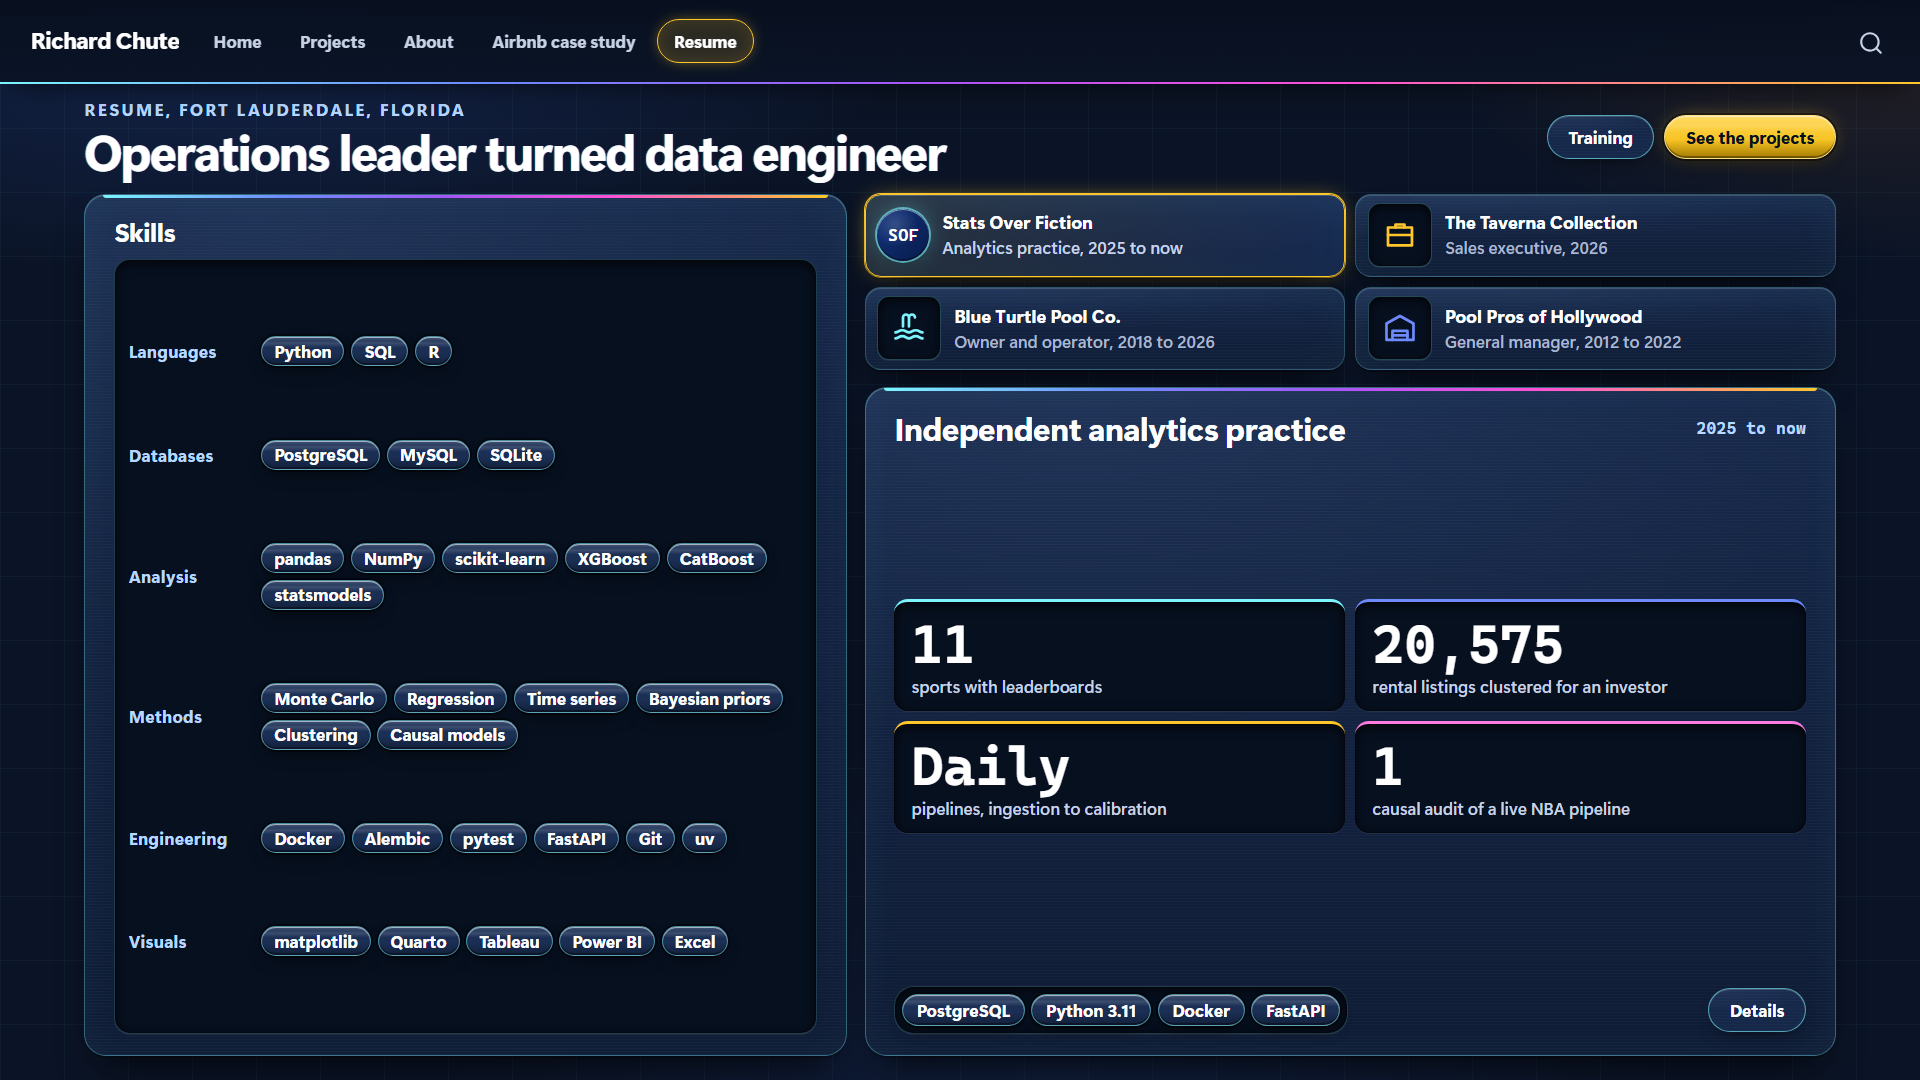 Richard Chute
Home
Projects
About
Airbnb case study
Resume
RESUME, FORT LAUDERDALE, FLORIDA
Operations leader turned data engineer
Training
See the projects
Skills
Languages
Python
SQL
R
Databases
PostgreSQL
MySQL
SQLite
Analysis
pandas
NumPy
scikit-learn
XGBoost
CatBoost
statsmodels
Methods
Monte Carlo
Regression
Time series
Bayesian priors
Clustering
Causal models
Engineering
Docker
Alembic
pytest
FastAPI
Git
uv
Visuals
matplotlib
Quarto
Tableau
Power BI
Excel
SOF
Stats Over Fiction
Analytics practice, 2025 to now
The Taverna Collection
Sales executive, 2026
Blue Turtle Pool Co.
Owner and operator, 2018 to 2026
Pool Pros of Hollywood
General manager, 2012 to 2022
Independent analytics practice
2025 to now
11
sports with leaderboards
20,575
rental listings clustered for an investor
Daily
pipelines, ingestion to calibration
1
causal audit of a live NBA pipeline
PostgreSQL
Python 3.11
Docker
FastAPI
Details